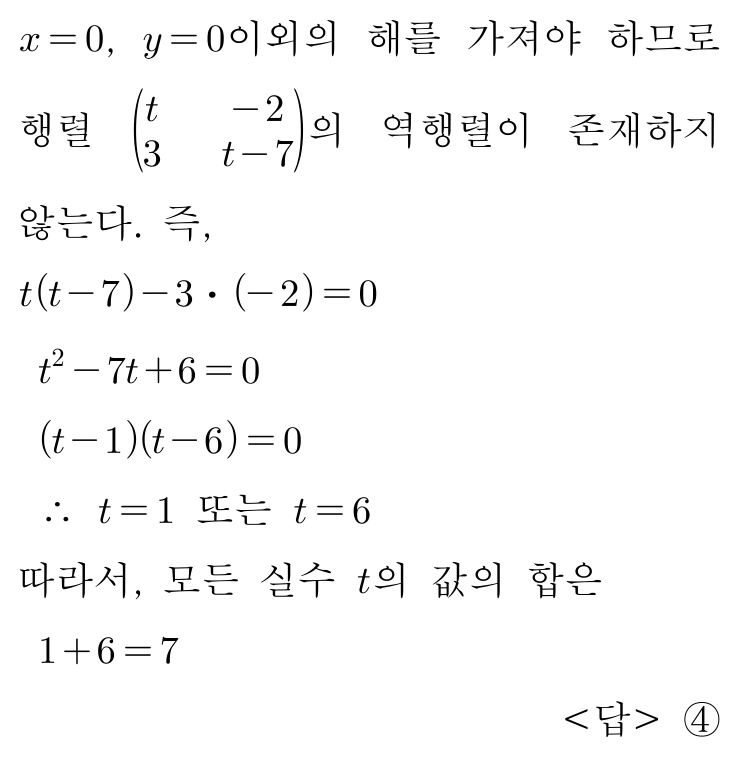 x=0, y=0이외의 해를 가져야 하므로
행렬 (t -2
3 t-7)의 역행렬이 존재하지
않는다. 즉,
t(t-7)-3・(-2)=0
t²-7t+6=0
(t-1)(t-6)=0
∴ t=1 또는 t=6
따라서, 모든 실수 t의 값의 합은
1+6=7
<답> ④